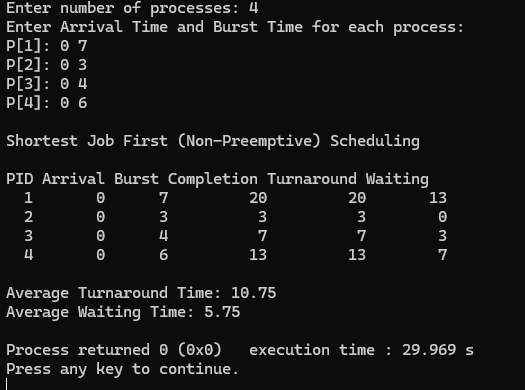 Enter number of processes: 4
Enter Arrival Time and Burst Time for each process:
P[1]: 0 7
P[2]: 0 3
P[3]: 0 4
P[4]: 0 6
Shortest Job First (Non-Preemptive) Scheduling
PID Arrival Burst Completion Turnaround Waiting
1 0 7 20 20 13
2 0 3 3 3 0
3 0 4 7 7 3
4 0 6 13 13 7
Average Turnaround Time: 10.75
Average Waiting Time: 5.75
Process returned 0 (0x0) execution time : 29.969 s
Press any key to continue.